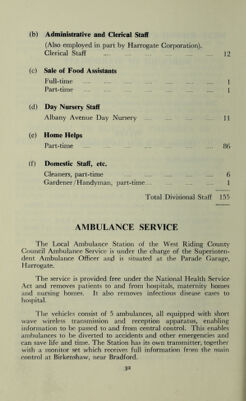 (b) Administrative and Clerical Staff
(Also employed in part by Harrogate Corporation).
Clerical Staff ... ... ... ... ... 12
(c) Sale of Food Assistants
Full-time ... ... ... ... ... 1
Part-time ... ... ... ... ... 1
(d) Day Nursery Staff
Albany Avenue Day Nursery ... ... ... 11
(e) Home Helps
Part-time ... ... ... ... ... 86
(f) Domestic Staff, etc.
Cleaners, part-time ... ... ... 6
Gardener/Handyman, part-time... ... ... 1
Total Divisional Staff 155
AMBULANCE SERVICE
The Local Ambulance Station of the West Riding County
Council Ambulance Service is under the charge of the Superinten-
dent Ambulance Officer and is situated at the Parade Garage,
Harrogate.
The service is provided free under the National Health Service
Act and removes patients to and from hospitals, maternity homes
and nursing homes. It also removes infectious disease cases to
hospital.
The vehicles consist of 5 ambulances, all equipped with short
wave wireless transmission and reception apparatus, enabling
information to be passed to and from central control. This enables
ambulances to be diverted to accidents and other emergencies and
can save life and time. The Station has its own transmitter, together
with a monitor set which receives full information from the main
control at Birkenshaw, near Bradford.
32